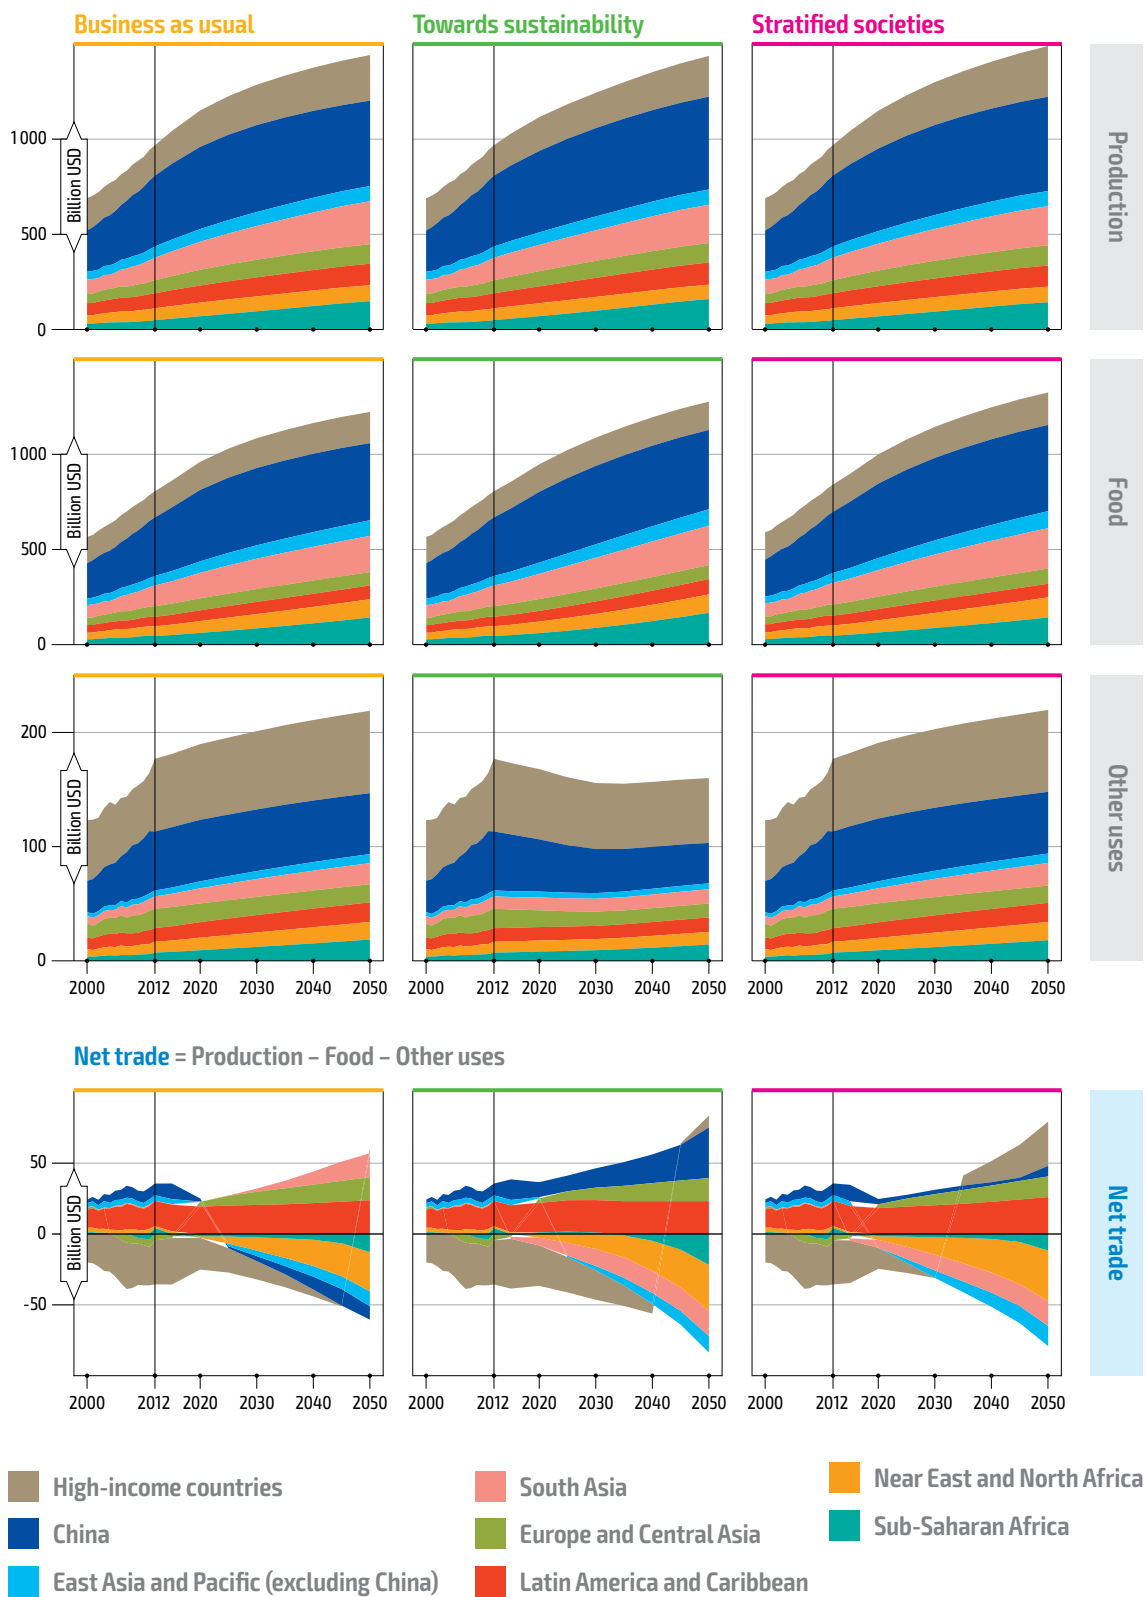 Business as usual
Towards sustainability
Stratified societies
1000
500
0
Billion USD
Production
1000
500
0
Billion USD
Food
200
100
0
Billion USD
Other uses
2000 2012 2020 2030 2040 2050
2000 2012 2020 2030 2040 2050
2000 2012 2020 2030 2040 2050
Net trade = Production – Food – Other uses
50
0
-50
Billion USD
Net trade
2000 2012 2020 2030 2040 2050
2000 2012 2020 2030 2040 2050
2000 2012 2020 2030 2040 2050
High-income countries
China
East Asia and Pacific (excluding China)
South Asia
Europe and Central Asia
Latin America and Caribbean
Near East and North Africa
Sub-Saharan Africa